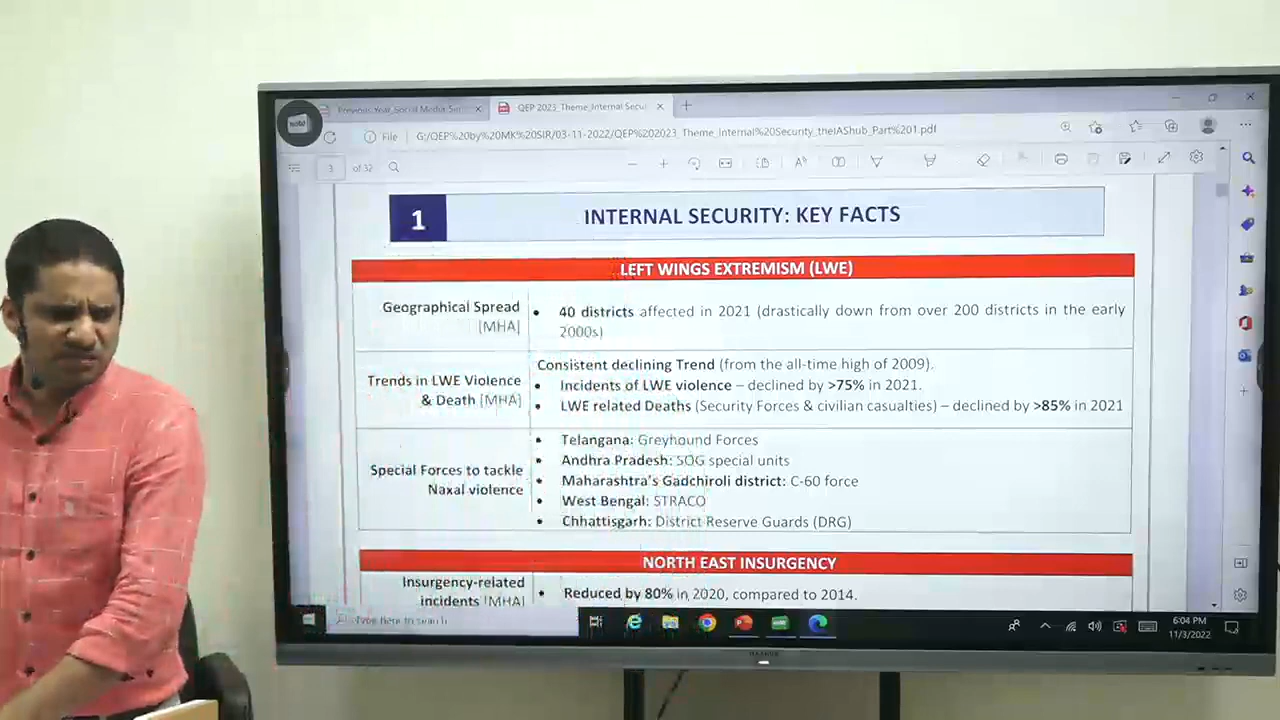 Previous Year_Social Media Sec...
QEP 2023_Theme_Internal Secu
File
G:/QEP%20by%20NK%20SIR/03-11-2022/QEP%202023_Theme_Internal%20Security_theIAShub_Part%201.pdf
3 of 32
1
INTERNAL SECURITY: KEY FACTS
LEFT WINGS EXTREMISM (LWE)
Geographical Spread
[MHA]
• 40 districts affected in 2021 (drastically down from over 200 districts in the early
2000s)
Trends in LWE Violence
& Death [MHA]
Consistent declining Trend (from the all-time high of 2009).
• Incidents of LWE violence – declined by >75% in 2021.
• LWE related Deaths (Security Forces & civilian casualties) – declined by >85% in 2021
Special Forces to tackle
Naxal violence
• Telangana: Greyhound Forces
• Andhra Pradesh: SOG special units
• Maharashtra's Gadchiroli district: C-60 force
• West Bengal: STRACO
• Chhattisgarh: District Reserve Guards (DRG)
NORTH EAST INSURGENCY
Insurgency-related
incidents [MHA]
• Reduced by 80% in 2020, compared to 2014.
Type here to search
6:04 PM
11/3/2022